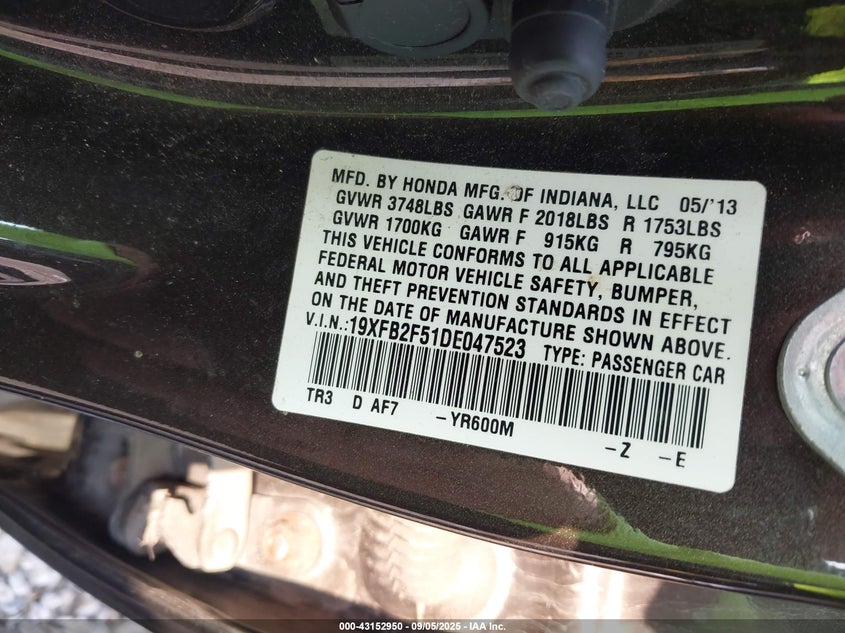 MFD. BY HONDA MFG. OF INDIANA, LLC 05/'13
GVWR 3748LBS GAWR F 2018LBS R 1753LBS
GVWR 1700KG GAWR F 915KG R 795KG
THIS VEHICLE CONFORMS TO ALL APPLICABLE
FEDERAL MOTOR VEHICLE SAFETY, BUMPER,
AND THEFT PREVENTION STANDARDS IN EFFECT
ON THE DATE OF MANUFACTURE SHOWN ABOVE.
V.I.N.:19XFB2F51DE047523 TYPE: PASSENGER CAR
TR3 D AF7 -YR600M -Z -E
000-43152950 - 09/05/2025 - IAA Inc.